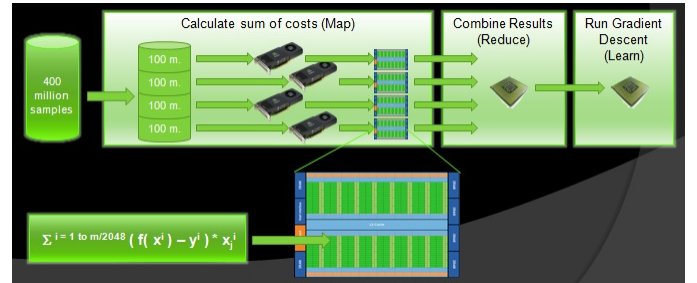 Calculate sum of costs (Map)
Combine Results
(Reduce)
Run Gradient
Descent
(Learn)
400
million
samples
100 m.
100 m.
100 m.
100 m.
Σ i = 1 to m/2048 ( f( xⁱ ) – yⁱ ) * xⱼⁱ